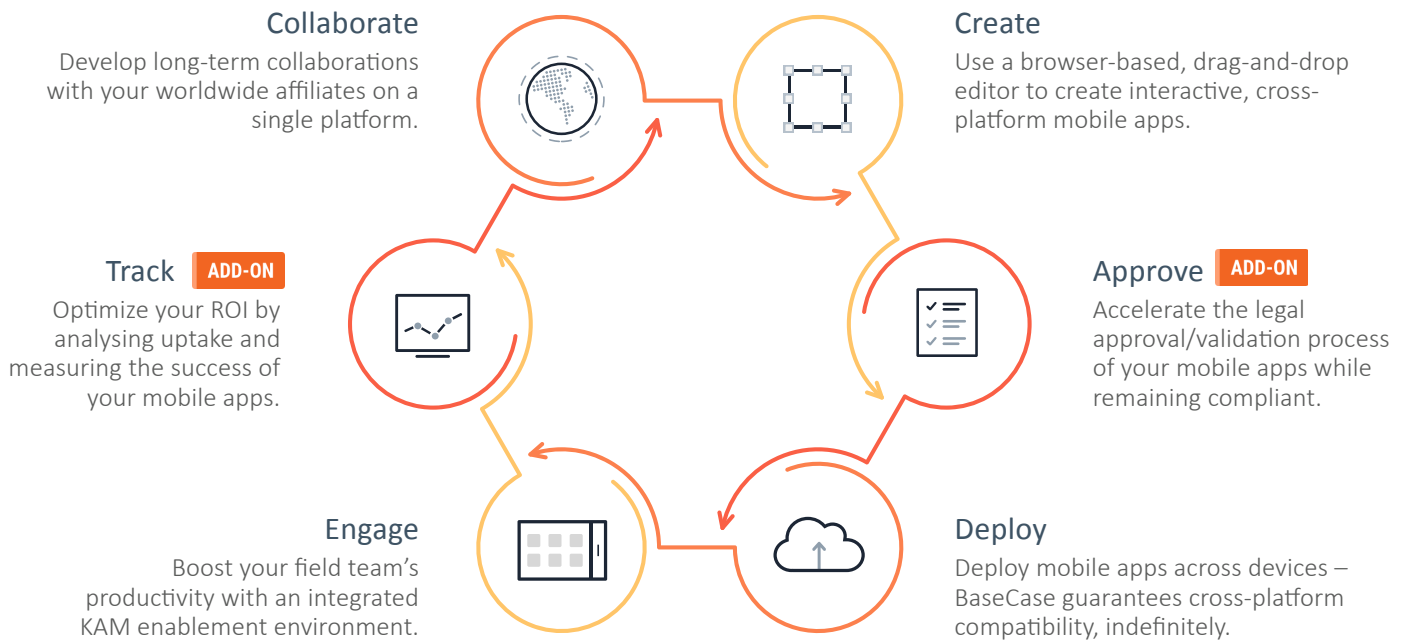 Collaborate
Develop long-term collaborations
with your worldwide affiliates on a
single platform.
Create
Use a browser-based, drag-and-drop
editor to create interactive, cross-
platform mobile apps.
Track ADD-ON
Optimize your ROI by
analysing uptake and
measuring the success of
your mobile apps.
Approve ADD-ON
Accelerate the legal
approval/validation process
of your mobile apps while
remaining compliant.
Engage
Boost your field team’s
productivity with an integrated
KAM enablement environment.
Deploy
Deploy mobile apps across devices –
BaseCase guarantees cross-platform
compatibility, indefinitely.